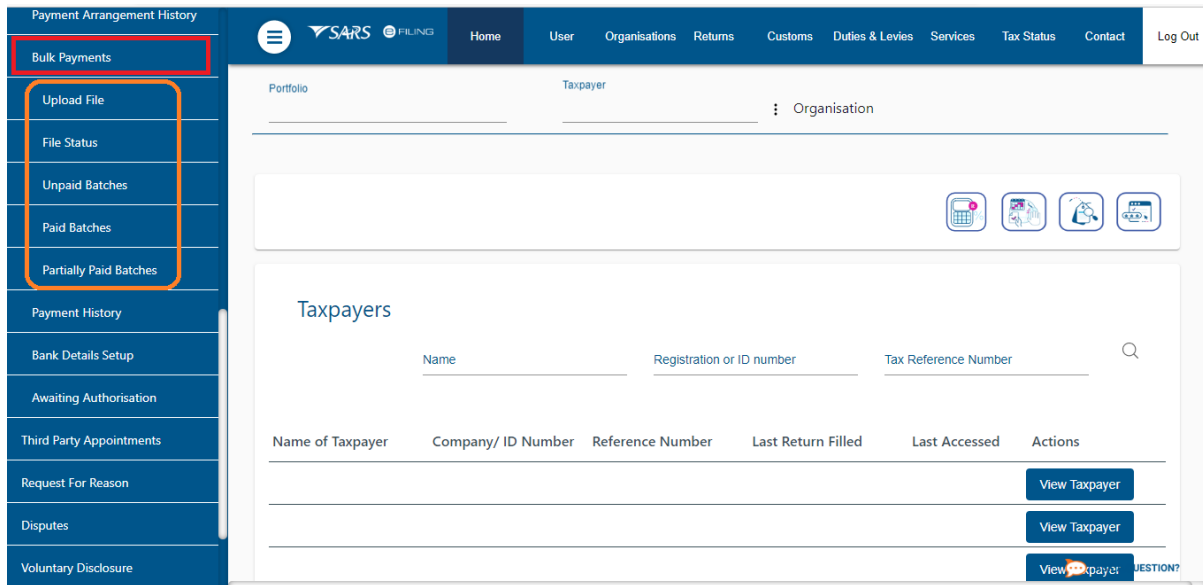 Payment Arrangement History
Bulk Payments
Upload File
File Status
Unpaid Batches
Paid Batches
Partially Paid Batches
Payment History
Bank Details Setup
Awaiting Authorisation
Third Party Appointments
Request For Reason
Disputes
Voluntary Disclosure
SARS eFILING
Home User Organisations Returns Customs Duties & Levies Services Tax Status Contact Log Out
Portfolio Taxpayer
Organisation
Taxpayers
Name Registration or ID number Tax Reference Number
Name of Taxpayer Company/ ID Number Reference Number Last Return Filled Last Accessed Actions
View Taxpayer
View Taxpayer
View